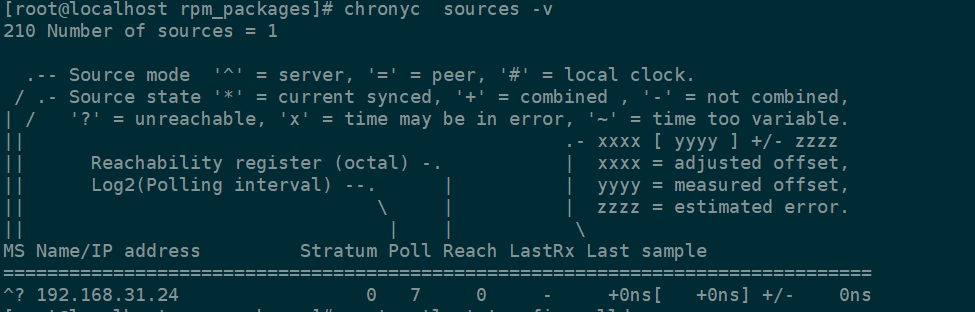 [root@localhost rpm_packages]# chronyc  sources -v
210 Number of sources = 1

  .-- Source mode  '^' = server, '=' = peer, '#' = local clock.
 / .- Source state '*' = current synced, '+' = combined , '-' = not combined,
| /   '?' = unreachable, 'x' = time may be in error, '~' = time too variable.
||                                                 .- xxxx [ yyyy ] +/- zzzz
||      Reachability register (octal) -.           |  xxxx = adjusted offset,
||      Log2(Polling interval) --.      |          |  yyyy = measured offset,
||                                \     |          |  zzzz = estimated error.
||                                 |    |           \
MS Name/IP address         Stratum Poll Reach LastRx Last sample
===============================================================================
^? 192.168.31.24                 0   7     0     -     +0ns[   +0ns] +/-    0ns